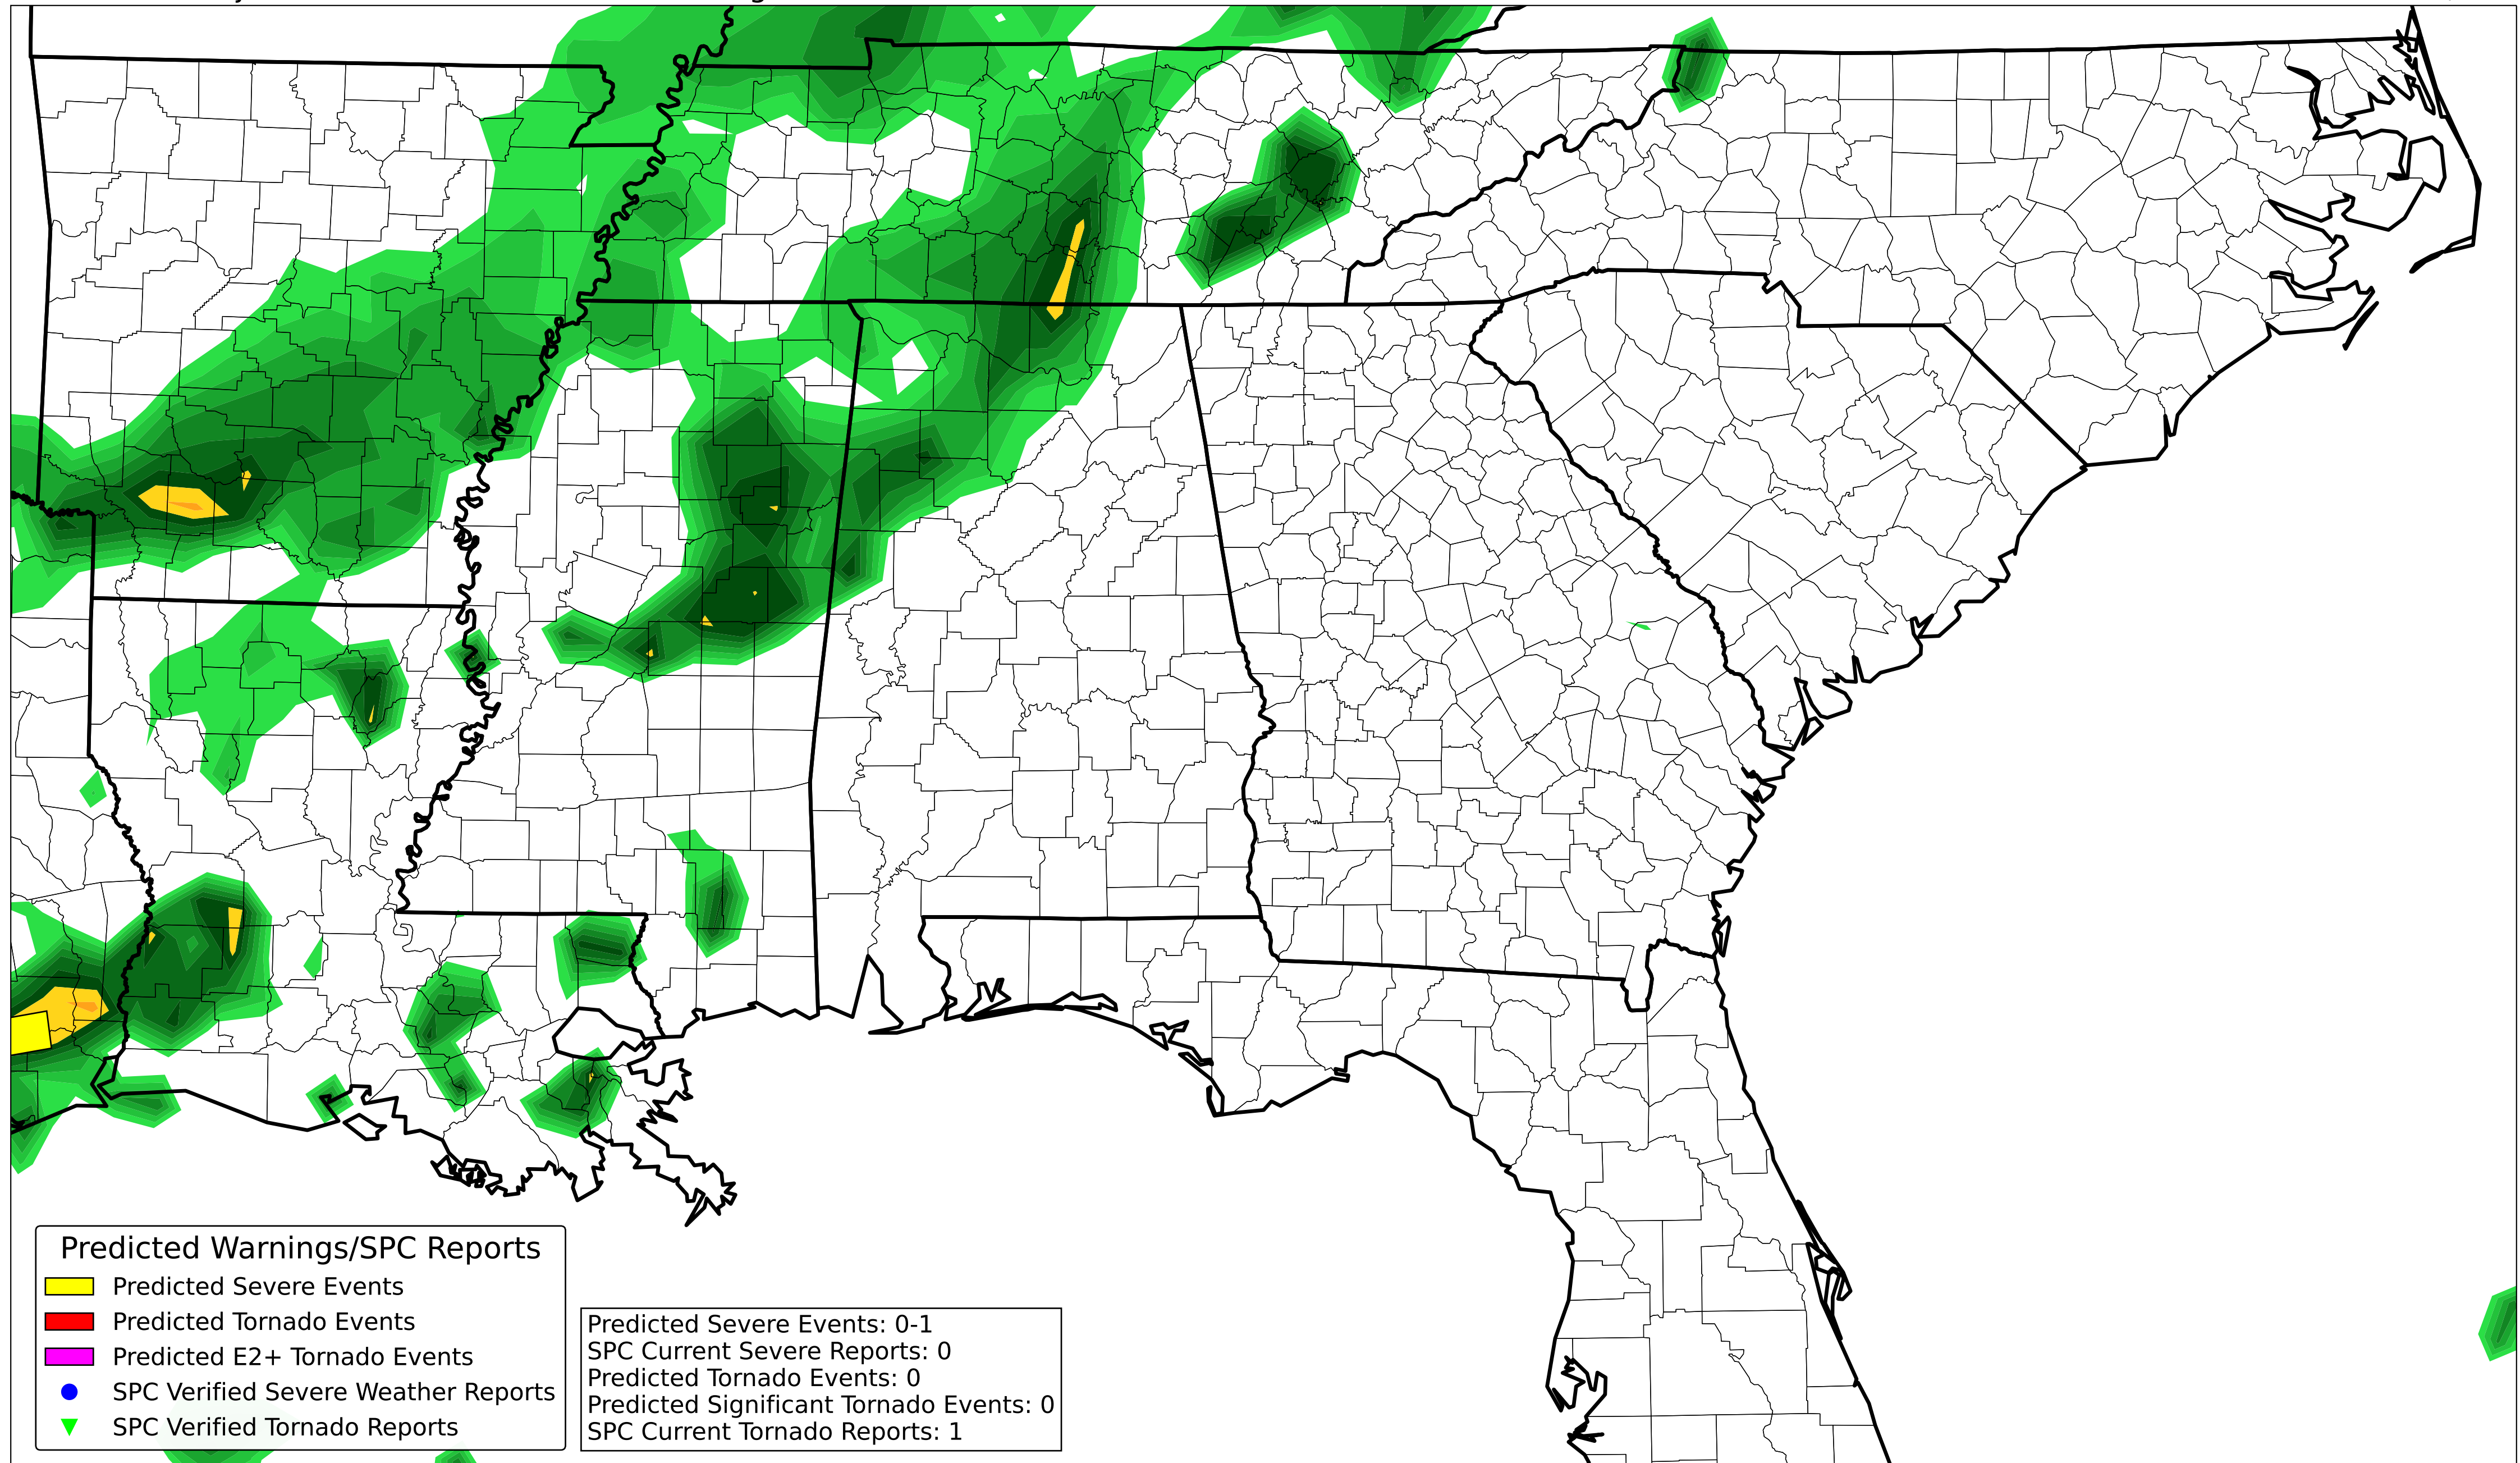 Predicted Warnings/SPC Reports
Predicted Severe Events
Predicted Tornado Events
Predicted E2+ Tornado Events
SPC Verified Severe Weather Reports
SPC Verified Tornado Reports
Predicted Severe Events: 0-1
SPC Current Severe Reports: 0
Predicted Tornado Events: 0
Predicted Significant Tornado Events: 0
SPC Current Tornado Reports: 1